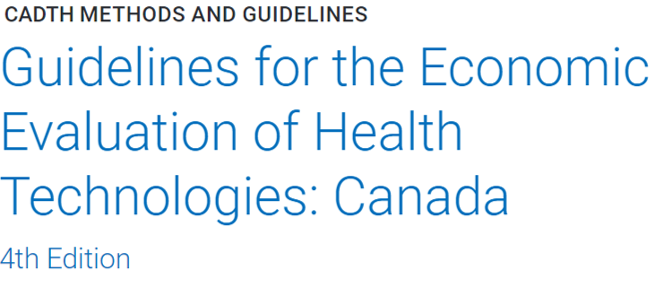 CADTH METHODS AND GUIDELINES
Guidelines for the Economic
Evaluation of Health
Technologies: Canada
4th Edition